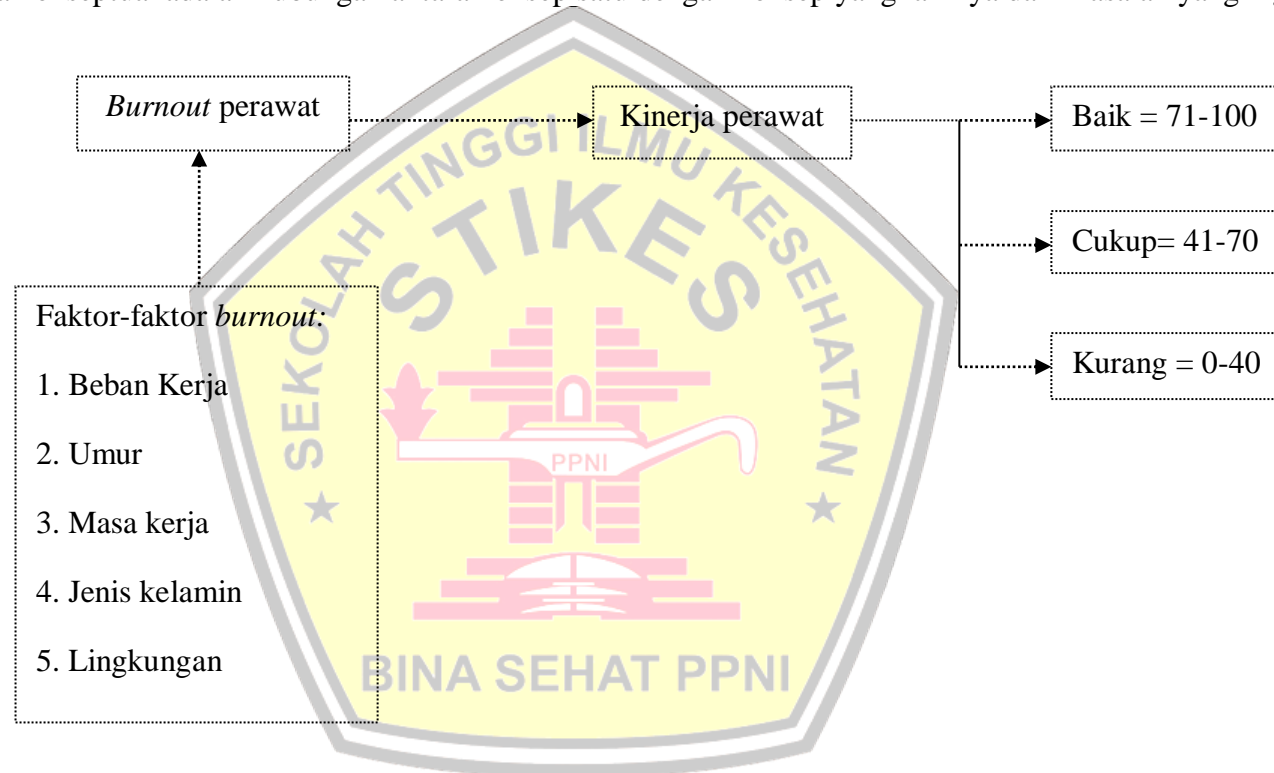 Burnout perawat
Kinerja perawat
Baik = 71-100
Cukup= 41-70
Kurang = 0-40
Faktor-faktor burnout:
1. Beban Kerja
2. Umur
3. Masa kerja
4. Jenis kelamin
5. Lingkungan
SEKOLAH TINGGI ILMU KESEHATAN
STIKES
PPNI
BINA SEHAT PPNI